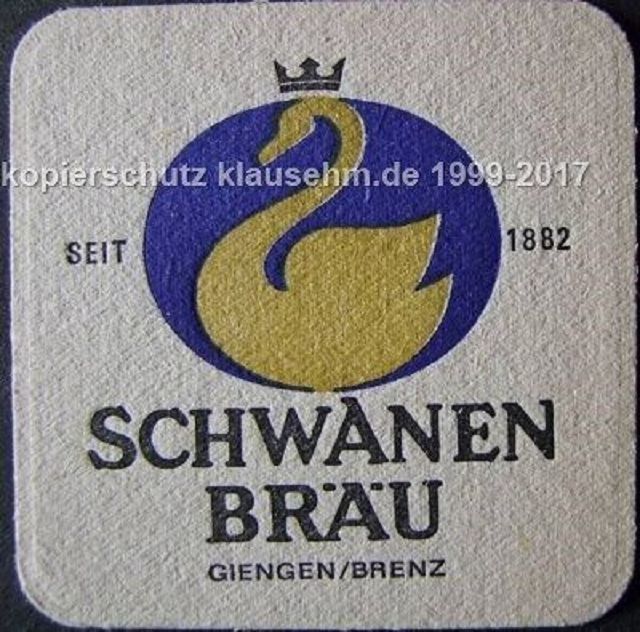 kopierschutz klausehm.de 1999-2017
SEIT 1882
SCHWANEN
BRÄU
GIENGEN/BRENZ